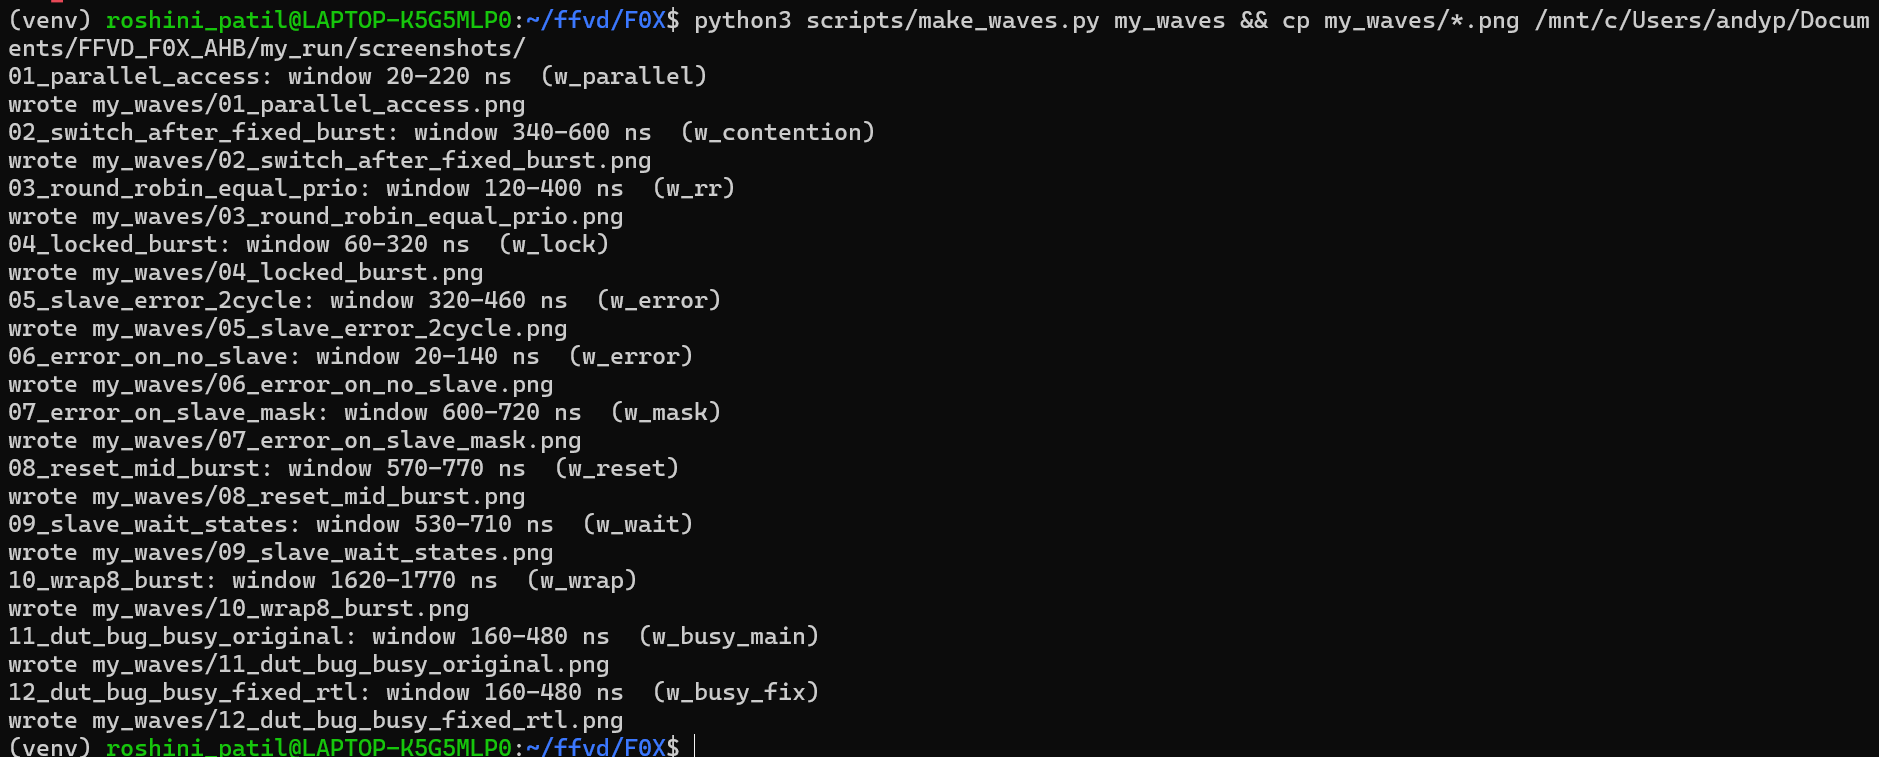 (venv) roshini_patil@LAPTOP-K5G5MLP0:~/ffvd/F0X$ python3 scripts/make_waves.py my_waves && cp my_waves/*.png /mnt/c/Users/andyp/Docum
ents/FFVD_F0X_AHB/my_run/screenshots/
01_parallel_access: window 20-220 ns  (w_parallel)
wrote my_waves/01_parallel_access.png
02_switch_after_fixed_burst: window 340-600 ns  (w_contention)
wrote my_waves/02_switch_after_fixed_burst.png
03_round_robin_equal_prio: window 120-400 ns  (w_rr)
wrote my_waves/03_round_robin_equal_prio.png
04_locked_burst: window 60-320 ns  (w_lock)
wrote my_waves/04_locked_burst.png
05_slave_error_2cycle: window 320-460 ns  (w_error)
wrote my_waves/05_slave_error_2cycle.png
06_error_on_no_slave: window 20-140 ns  (w_error)
wrote my_waves/06_error_on_no_slave.png
07_error_on_slave_mask: window 600-720 ns  (w_mask)
wrote my_waves/07_error_on_slave_mask.png
08_reset_mid_burst: window 570-770 ns  (w_reset)
wrote my_waves/08_reset_mid_burst.png
09_slave_wait_states: window 530-710 ns  (w_wait)
wrote my_waves/09_slave_wait_states.png
10_wrap8_burst: window 1620-1770 ns  (w_wrap)
wrote my_waves/10_wrap8_burst.png
11_dut_bug_busy_original: window 160-480 ns  (w_busy_main)
wrote my_waves/11_dut_bug_busy_original.png
12_dut_bug_busy_fixed_rtl: window 160-480 ns  (w_busy_fix)
wrote my_waves/12_dut_bug_busy_fixed_rtl.png
(venv) roshini_patil@LAPTOP-K5G5MLP0:~/ffvd/F0X$